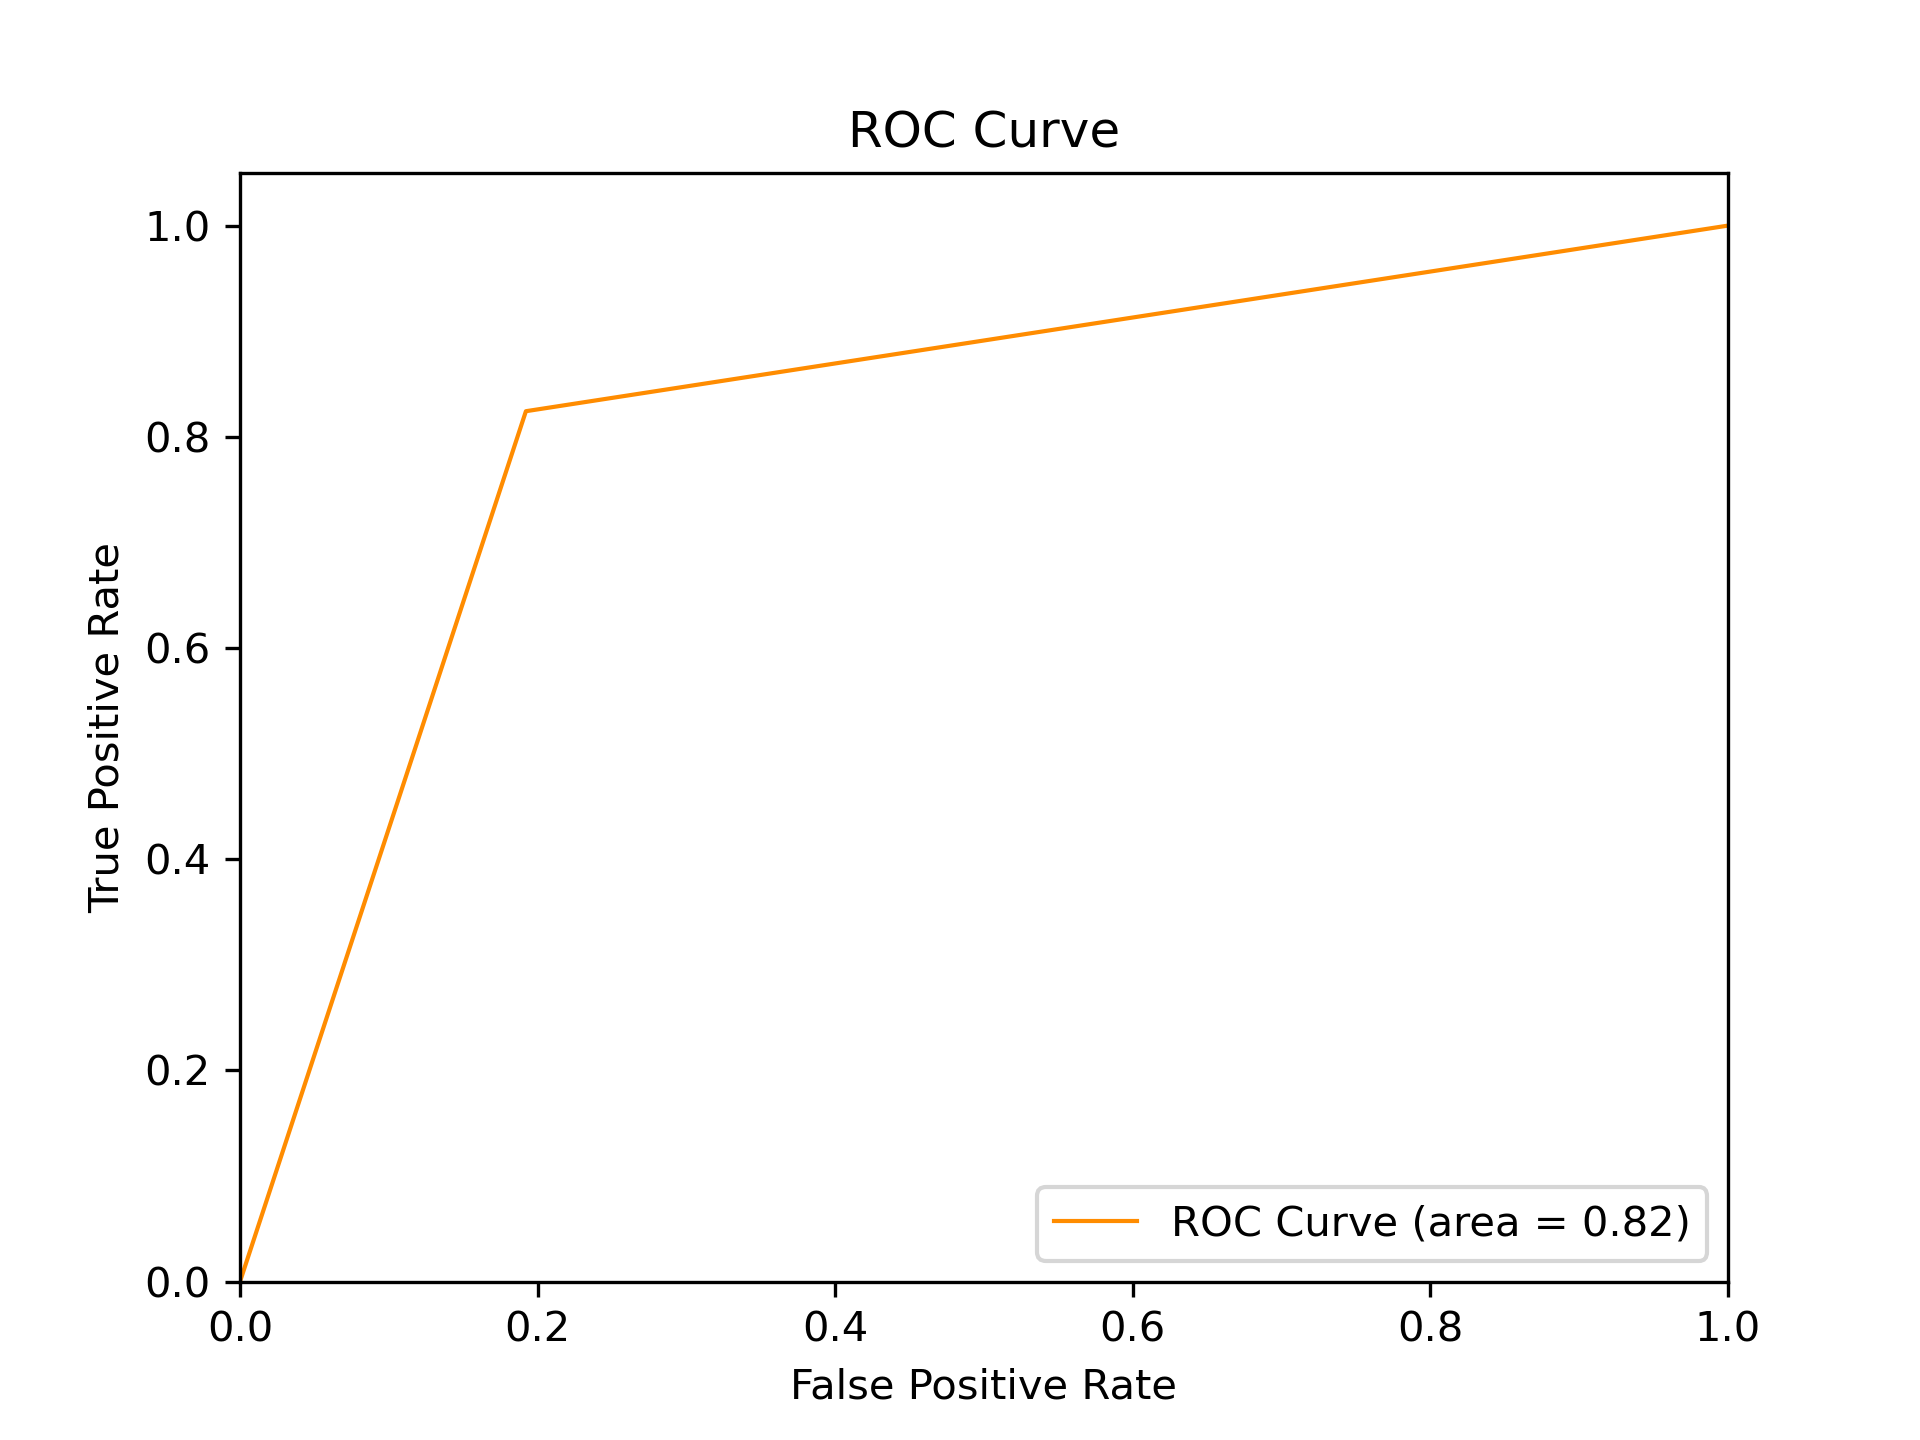 ROC Curve
1.0
0.8
0.6
0.4
0.2
0.0
True Positive Rate
ROC Curve (area = 0.82)
0.0 0.2 0.4 0.6 0.8 1.0
False Positive Rate